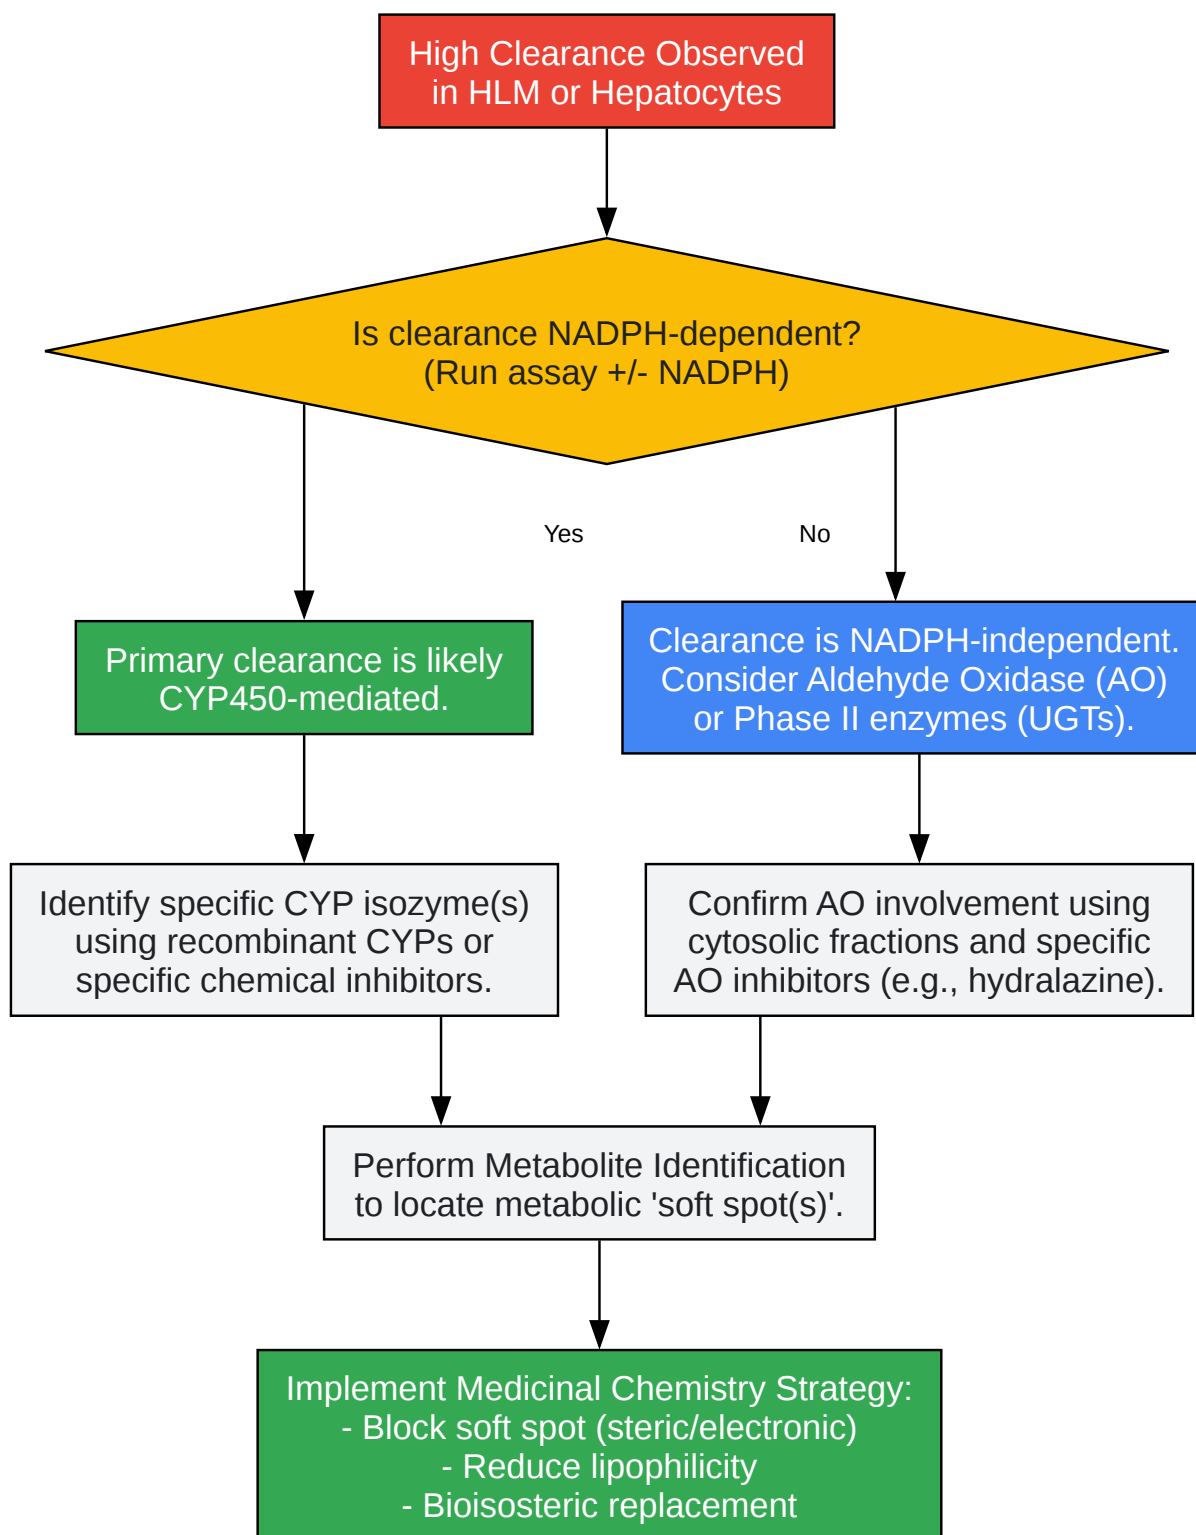 High Clearance Observed
in HLM or Hepatocytes
Is clearance NADPH-dependent?
(Run assay +/- NADPH)
Yes
No
Primary clearance is likely
CYP450-mediated.
Clearance is NADPH-independent.
Consider Aldehyde Oxidase (AO)
or Phase II enzymes (UGTs).
Identify specific CYP isozyme(s)
using recombinant CYPs or
specific chemical inhibitors.
Confirm AO involvement using
cytosolic fractions and specific
AO inhibitors (e.g., hydralazine).
Perform Metabolite Identification
to locate metabolic 'soft spot(s)'.
Implement Medicinal Chemistry Strategy:
- Block soft spot (steric/electronic)
- Reduce lipophilicity
- Bioisosteric replacement